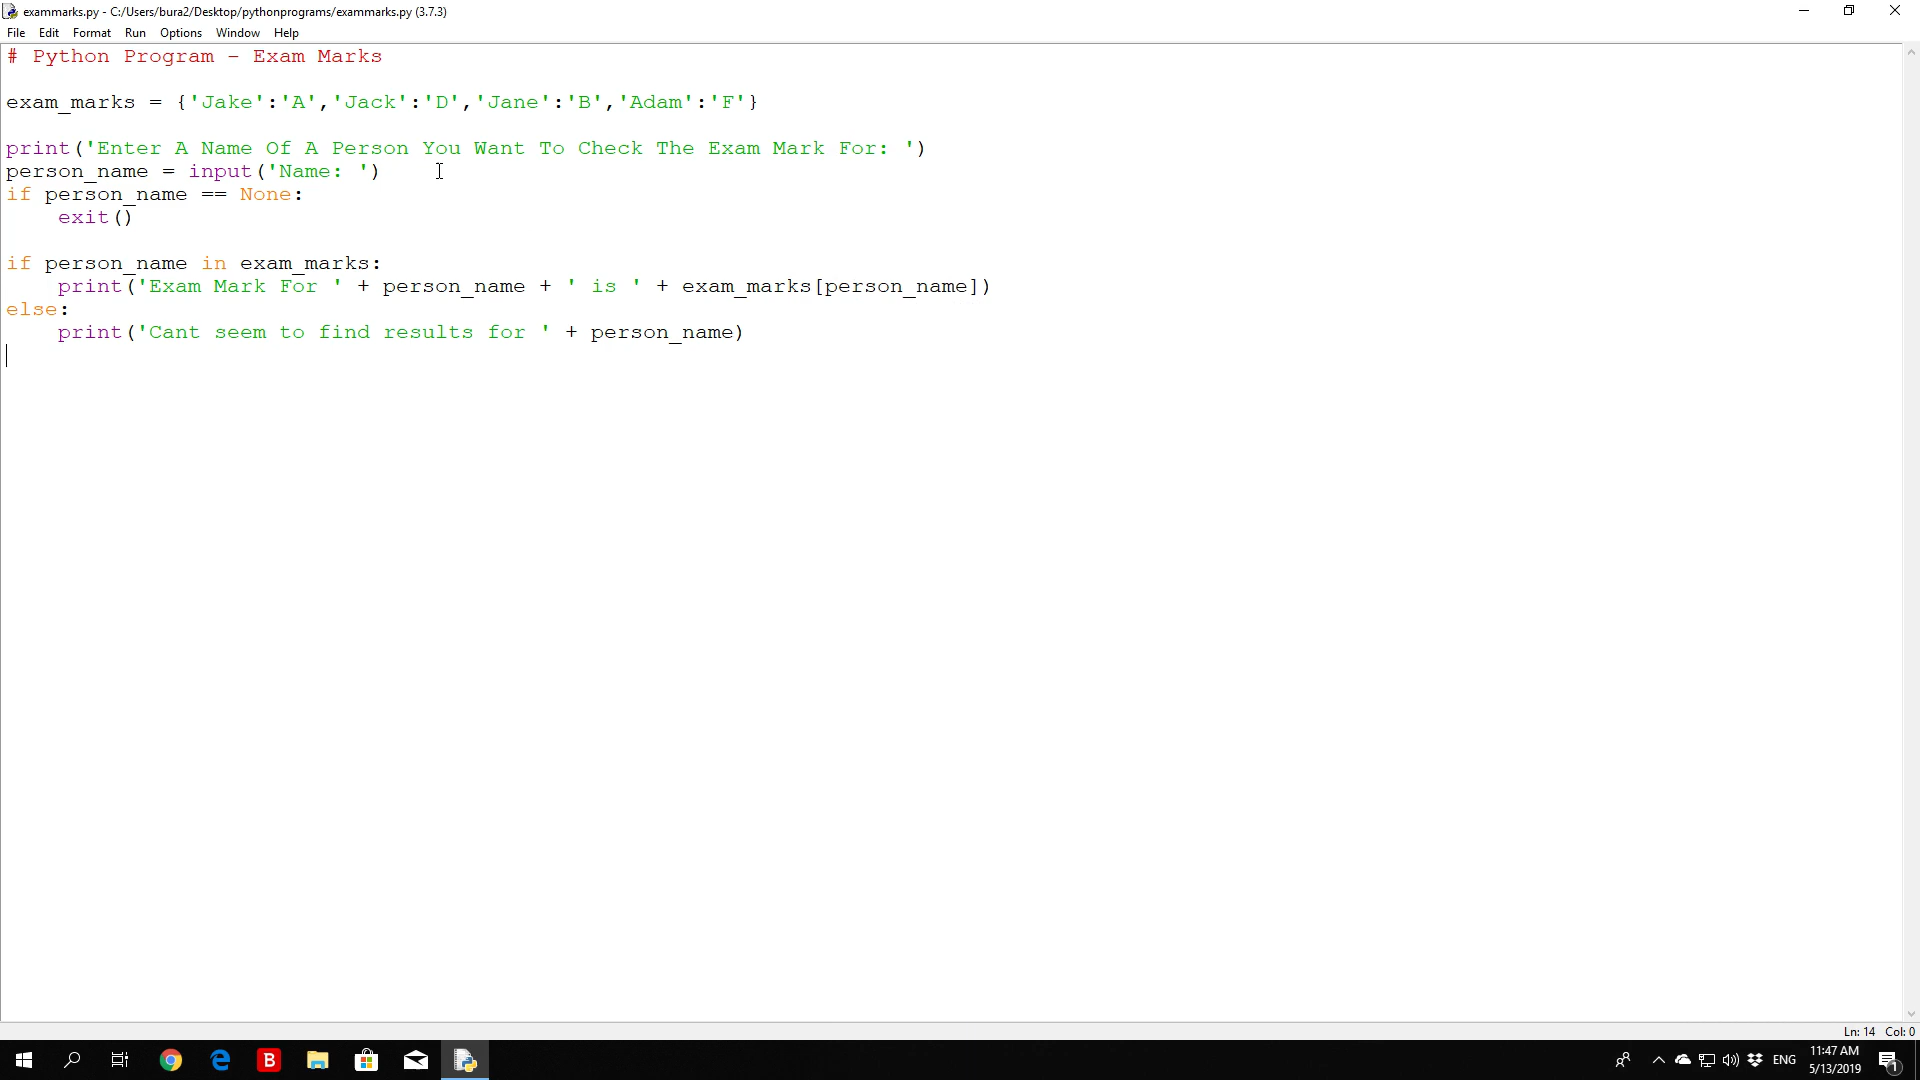 exammarks.py - C:/Users/bura2/Desktop/pythonprograms/exammarks.py (3.7.3)
File Edit Format Run Options Window Help
# Python Program - Exam Marks
exam_marks = {'Jake':'A','Jack':'D','Jane':'B','Adam':'F'}
print('Enter A Name Of A Person You Want To Check The Exam Mark For: ')
person_name = input('Name: ')
if person_name == None:
    exit()
if person_name in exam_marks:
    print('Exam Mark For ' + person_name + ' is ' + exam_marks[person_name])
else:
    print('Cant seem to find results for ' + person_name)
Ln: 14 Col: 0
B
ENG
11:47 AM
5/13/2019
1